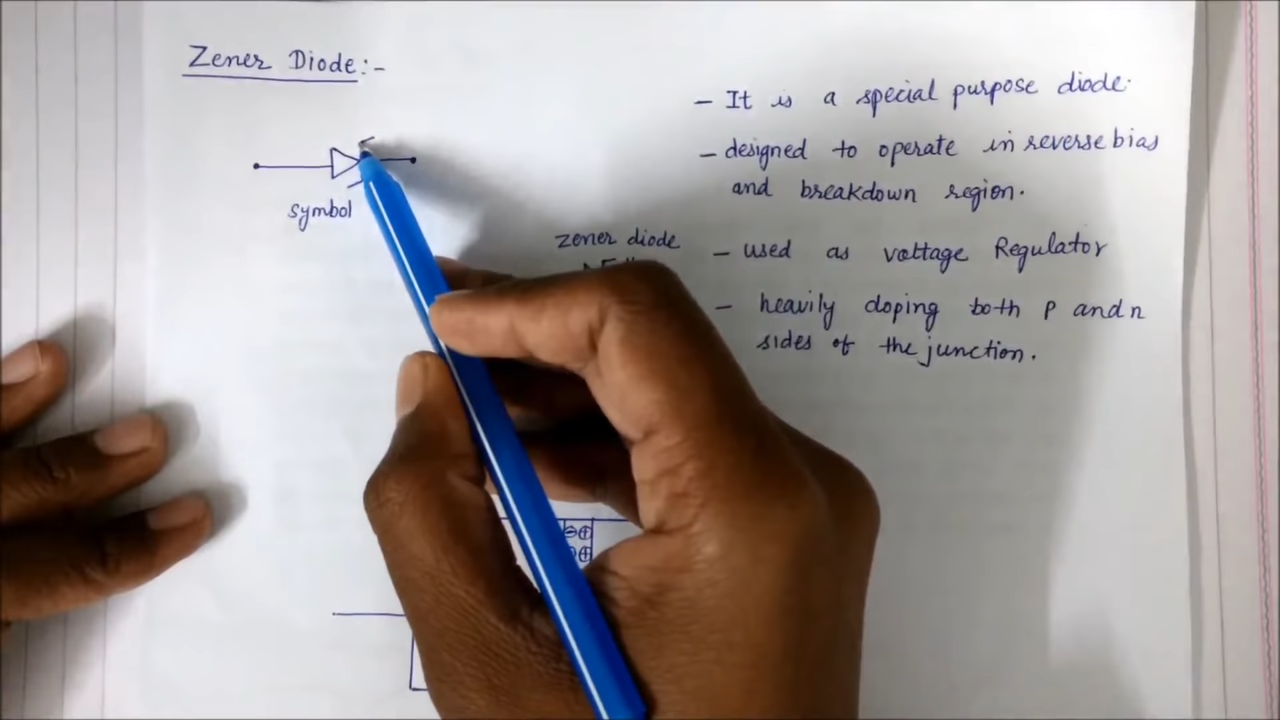 Zener Diode:-
symbol
zener diode
- It is a special purpose diode.
- designed to operate in reverse bias
and breakdown region.
- used as voltage Regulator
- heavily doping both P and n
sides of the junction.